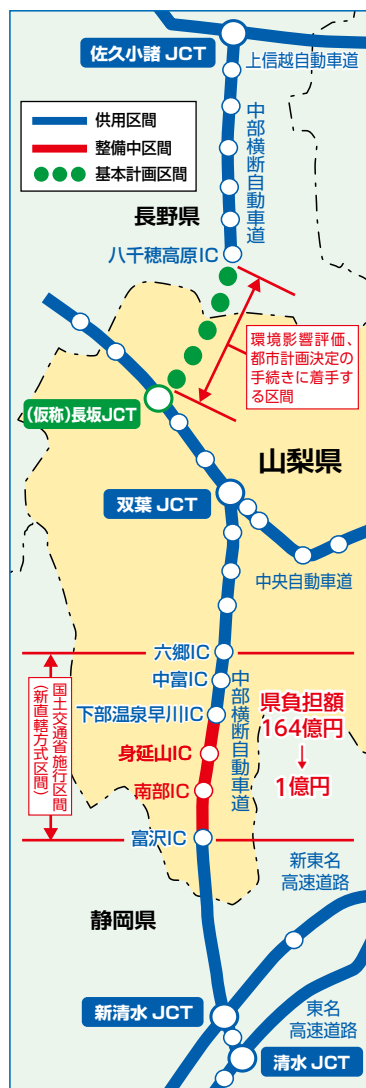 佐久小諸 JCT
上信越自動車道
供用区間
整備中区間
基本計画区間
中部横断自動車道
長野県
八千穂高原IC
環境影響評価、
都市計画決定の
手続きに着手す
る区間
(仮称)長坂JCT
山梨県
双葉 JCT
中央自動車道
六郷IC
中富IC
下部温泉早川IC
身延山IC
南部IC
富沢IC
中部横断自動車道
国土交通省施行区間
(新直轄方式区間)
県負担額
164億円
↓
1億円
静岡県
新東名
高速道路
新清水 JCT
東名
高速道路
清水 JCT